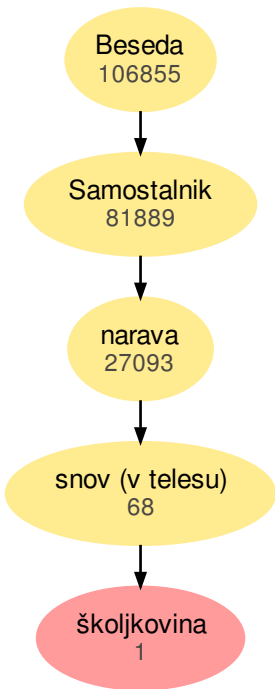 Beseda
106855
Samostalnik
81889
narava
27093
snov (v telesu)
68
školjkovina
1